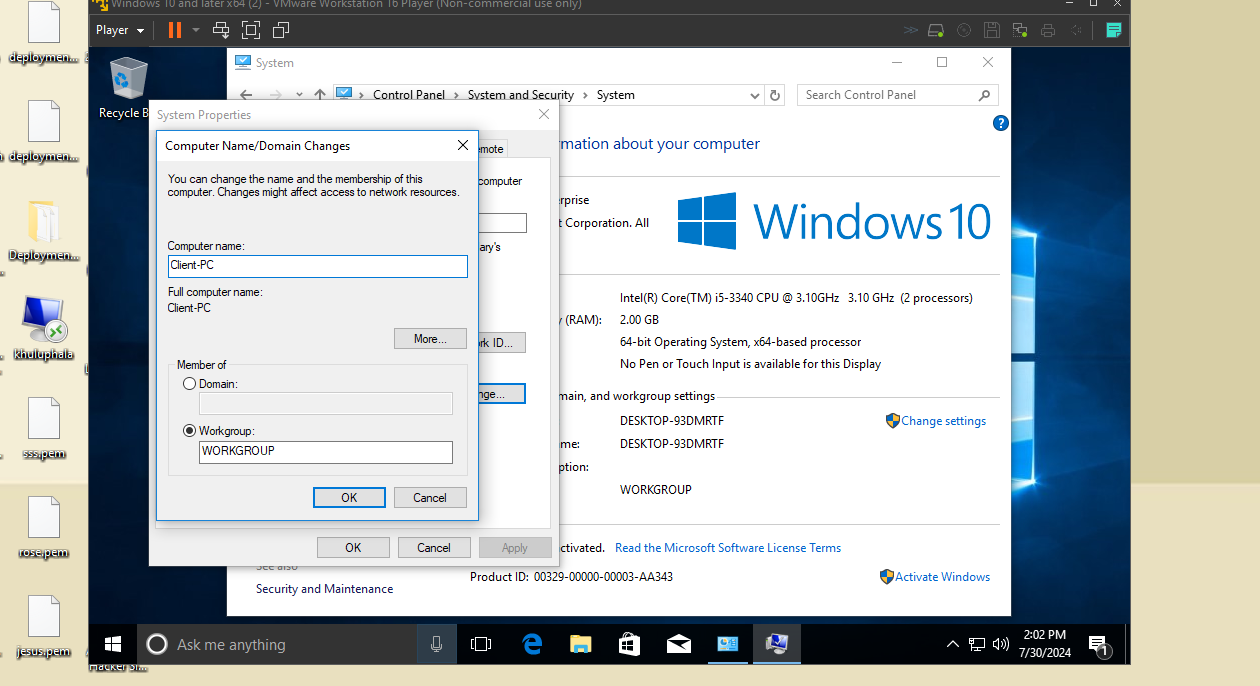 Windows 10 and later x64 (2) - VMware Workstation 16 Player (Non-commercial use only)
Player
deploymen...
Recycle B
System
Control Panel > System and Security > System
Search Control Panel
System Properties
emote
Computer Name/Domain Changes
You can change the name and the membership of this
computer. Changes might affect access to network resources.
Computer name:
Client-PC
Full computer name:
Client-PC
More...
Member of
Domain:
Workgroup:
WORKGROUP
OK
Cancel
computer
ary's
rk ID...
nge...
OK
Cancel
Apply
mation about your computer
erprise
t Corporation. All
Windows 10
Intel(R) Core(TM) i5-3340 CPU @ 3.10GHz 3.10 GHz (2 processors)
y (RAM): 2.00 GB
64-bit Operating System, x64-based processor
No Pen or Touch Input is available for this Display
main, and workgroup settings
DESKTOP-93DMRTF
Change settings
me: DESKTOP-93DMRTF
ption:
WORKGROUP
ctivated. Read the Microsoft Software License Terms
Product ID: 00329-00000-00003-AA343
Activate Windows
See also
Security and Maintenance
deploymen...
Deploymen...
khuluphala
sss.pem
rose.pem
jesus.pem
Hacker Si...
Ask me anything
2:02 PM
7/30/2024
1